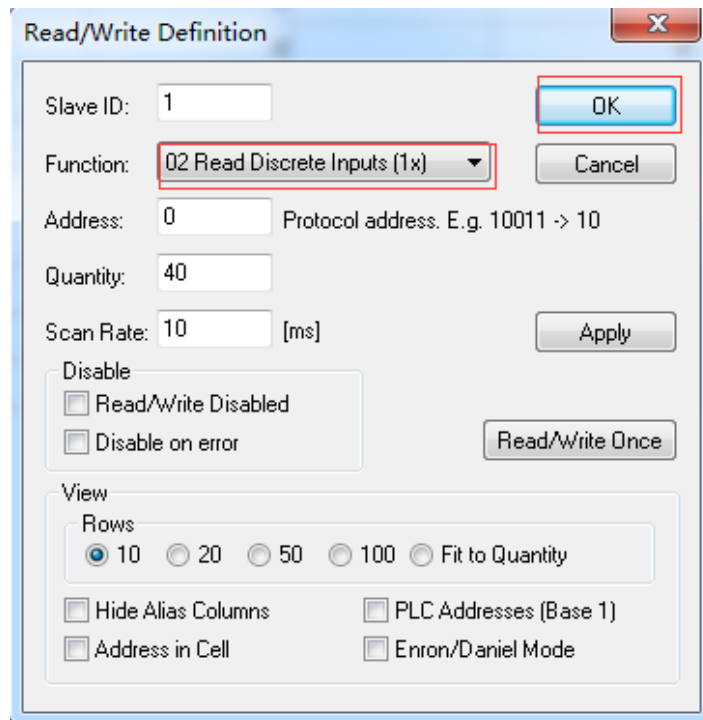 Read/Write Definition
Slave ID: 1 OK
Function: 02 Read Discrete Inputs (1x) Cancel
Address: 0 Protocol address. E.g. 10011 -> 10
Quantity: 40
Scan Rate: 10 [ms] Apply
Disable
Read/Write Disabled
Disable on error Read/Write Once
View
Rows
10 20 50 100 Fit to Quantity
Hide Alias Columns PLC Addresses (Base 1)
Address in Cell Enron/Daniel Mode